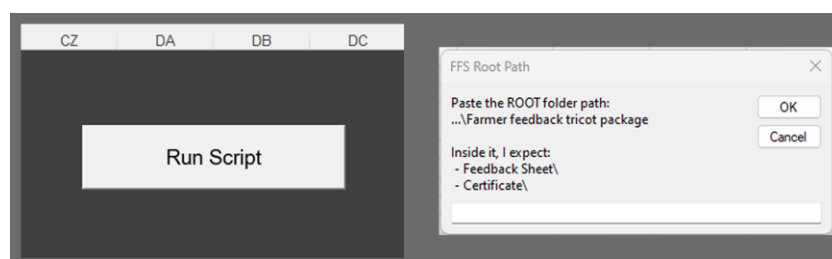 CZ DA DB DC
Run Script
FFS Root Path
Paste the ROOT folder path:
...\Farmer feedback tricot package
Inside it, I expect:
- Feedback Sheet\
- Certificate\
OK
Cancel